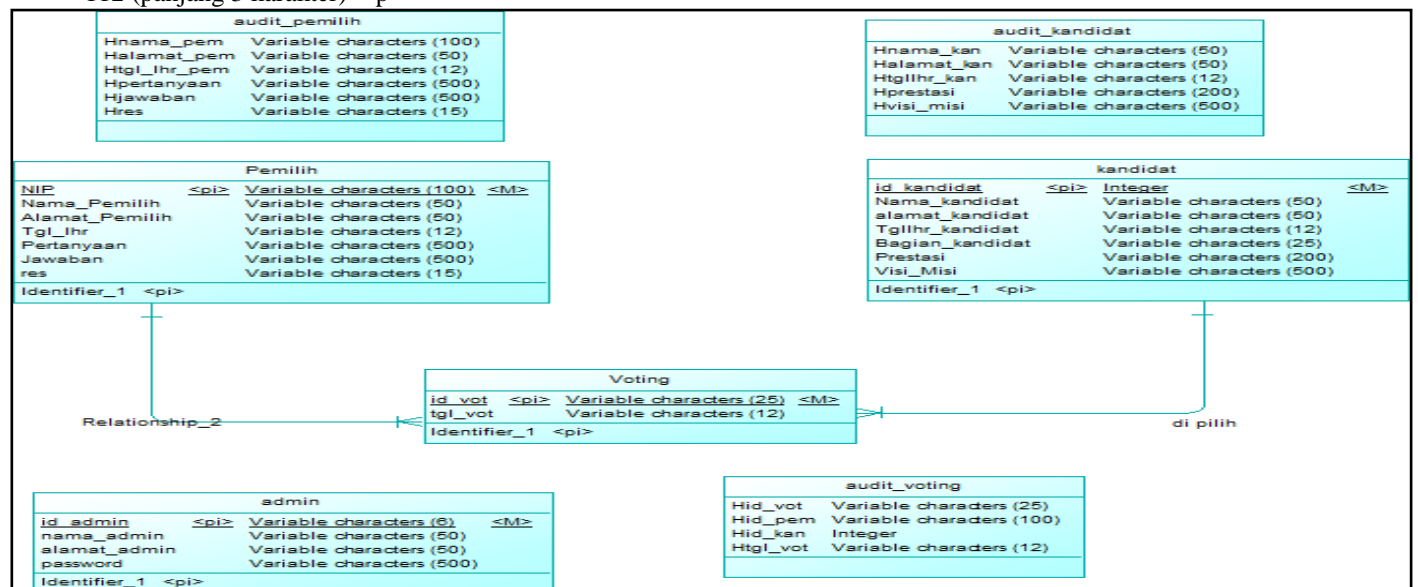 audit_pemilih
Hnama_pem Variable characters (100)
Halamat_pem Variable characters (50)
Htgl_lhr_pem Variable characters (12)
Hpertanyaan Variable characters (500)
Hjawaban Variable characters (500)
Hres Variable characters (15)
audit_kandidat
Hnama_kan Variable characters (50)
Halamat_kan Variable characters (50)
Htgllhr_kan Variable characters (12)
Hprestasi Variable characters (200)
Hvisi_misi Variable characters (500)
Pemilih
NIP <pi> Variable characters (100) <M>
Nama_Pemilih Variable characters (50)
Alamat_Pemilih Variable characters (50)
Tgl_lhr Variable characters (12)
Pertanyaan Variable characters (500)
Jawaban Variable characters (500)
res Variable characters (15)
Identifier_1 <pi>
kandidat
id_kandidat <pi> Integer <M>
Nama_kandidat Variable characters (50)
alamat_kandidat Variable characters (50)
Tgllhr_kandidat Variable characters (12)
Bagian_kandidat Variable characters (25)
Prestasi Variable characters (200)
Visi_Misi Variable characters (500)
Identifier_1 <pi>
Voting
id_vot <pi> Variable characters (25) <M>
tgl_vot Variable characters (12)
Identifier_1 <pi>
Relationship_2
di pilih
admin
id_admin <pi> Variable characters (6) <M>
nama_admin Variable characters (50)
alamat_admin Variable characters (50)
password Variable characters (500)
Identifier_1 <pi>
audit_voting
Hid_vot Variable characters (25)
Hid_pem Variable characters (100)
Hid_kan Integer
Htgl_vot Variable characters (12)